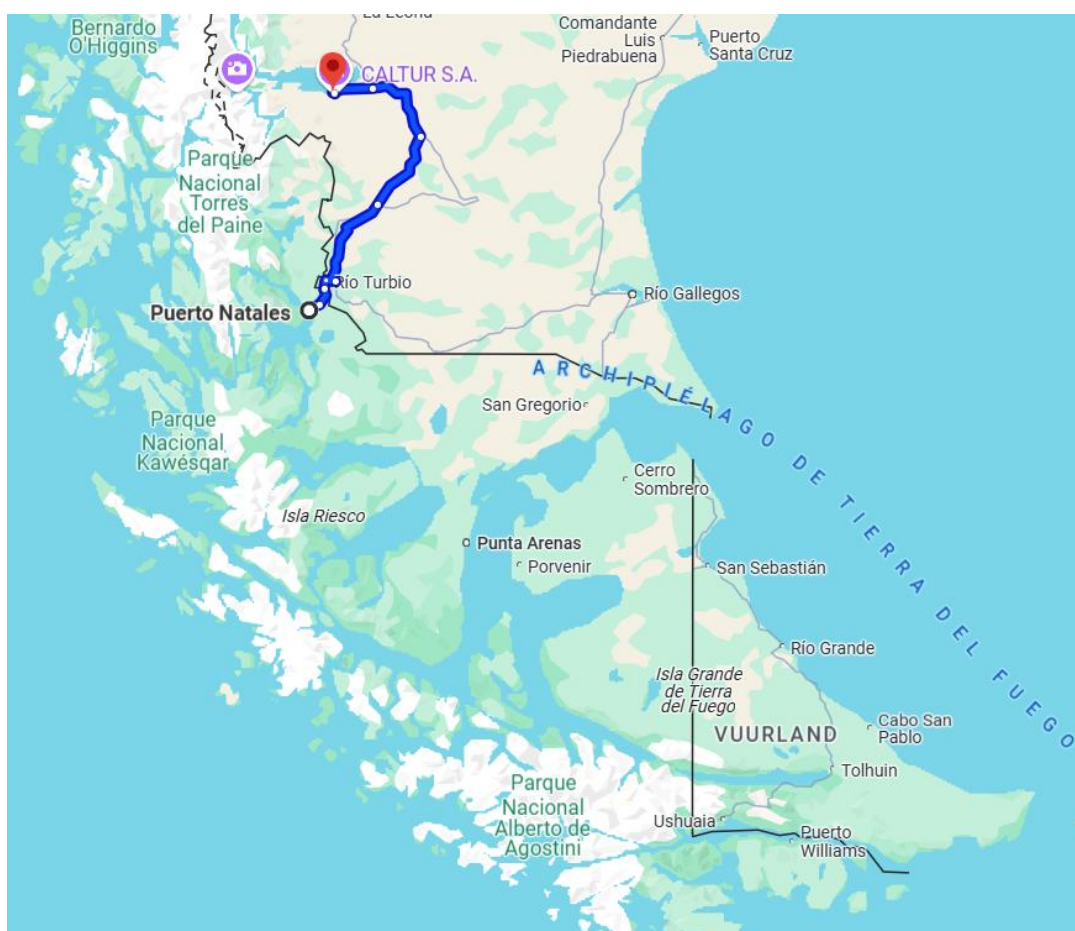 La Leona
Bernardo
O'Higgins
Comandante
Luis
Piedrabuena
Puerto
Santa Cruz
CALTUR S.A.
Parque
Nacional
Torres
del Paine
Río Turbio
Puerto Natales
Río Gallegos
ARCHIPIÉLAGO DE TIERRA DEL FUEGO
San Gregorio
Parque
Nacional
Kawésqar
Cerro
Sombrero
Isla Riesco
Punta Arenas
Porvenir
San Sebastián
Río Grande
Isla Grande
de Tierra
del Fuego
VUURLAND
Cabo San
Pablo
Tolhuin
Parque
Nacional
Alberto de
Agostini
Ushuaia
Puerto
Williams